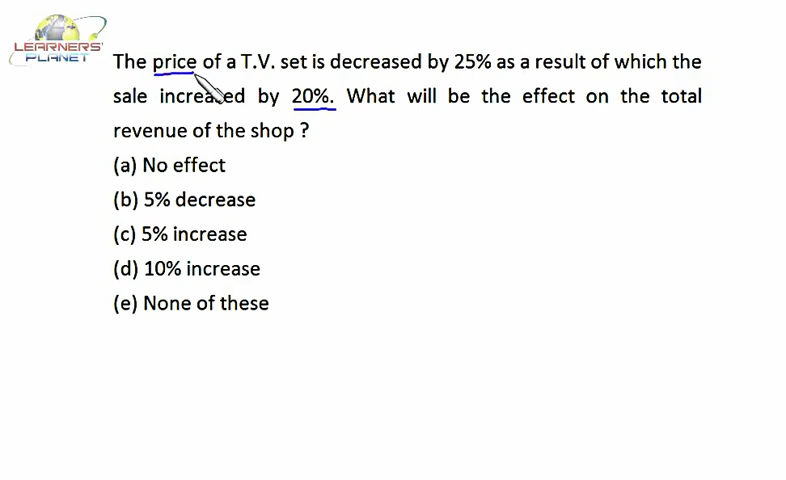 LEARNERS'
PLANET
The price of a T.V. set is decreased by 25% as a result of which the
sale increased by 20%. What will be the effect on the total
revenue of the shop ?
(a) No effect
(b) 5% decrease
(c) 5% increase
(d) 10% increase
(e) None of these